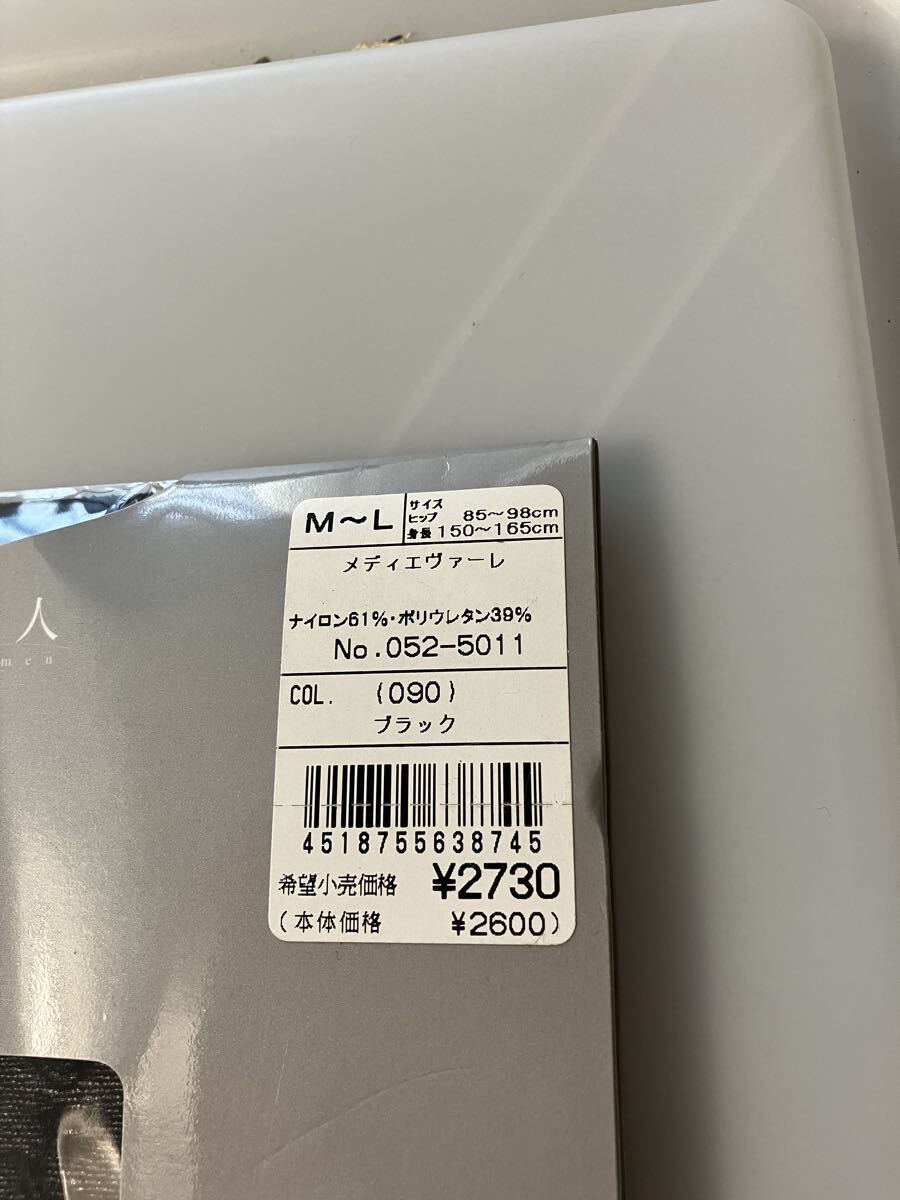 M〜L
サイズ
ヒップ 85〜98cm
身長 150〜165cm
メディエヴァーレ
ナイロン61%・ポリウレタン39%
No.052-5011
COL. (090)
ブラック
4518755638745
希望小売価格 ¥2730
(本体価格 ¥2600)
人
men